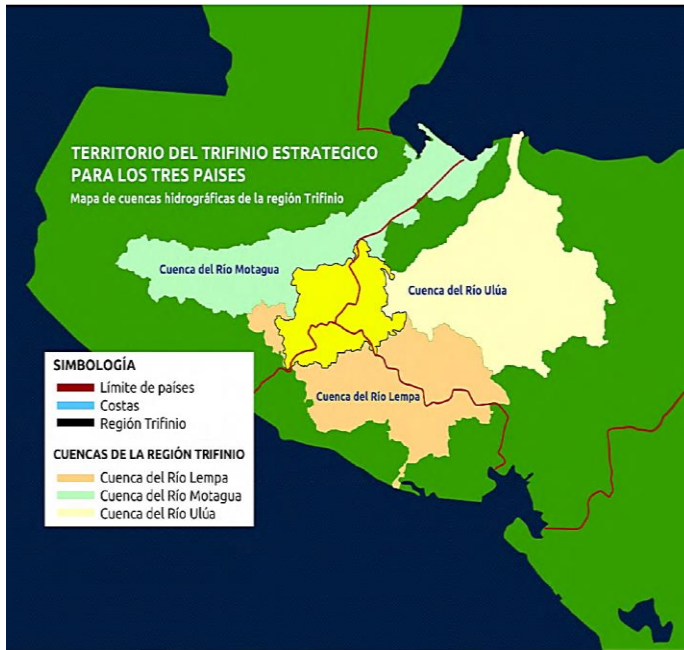 TERRITORIO DEL TRIFINIO ESTRATEGICO
PARA LOS TRES PAISES
Mapa de cuencas hidrográficas de la región Trifinio
Cuenca del Río Motagua
Cuenca del Río Ulúa
Cuenca del Río Lempa
SIMBOLOGÍA
Límite de países
Costas
Región Trifinio
CUENCAS DE LA REGIÓN TRIFINIO
Cuenca del Río Lempa
Cuenca del Río Motagua
Cuenca del Río Ulúa